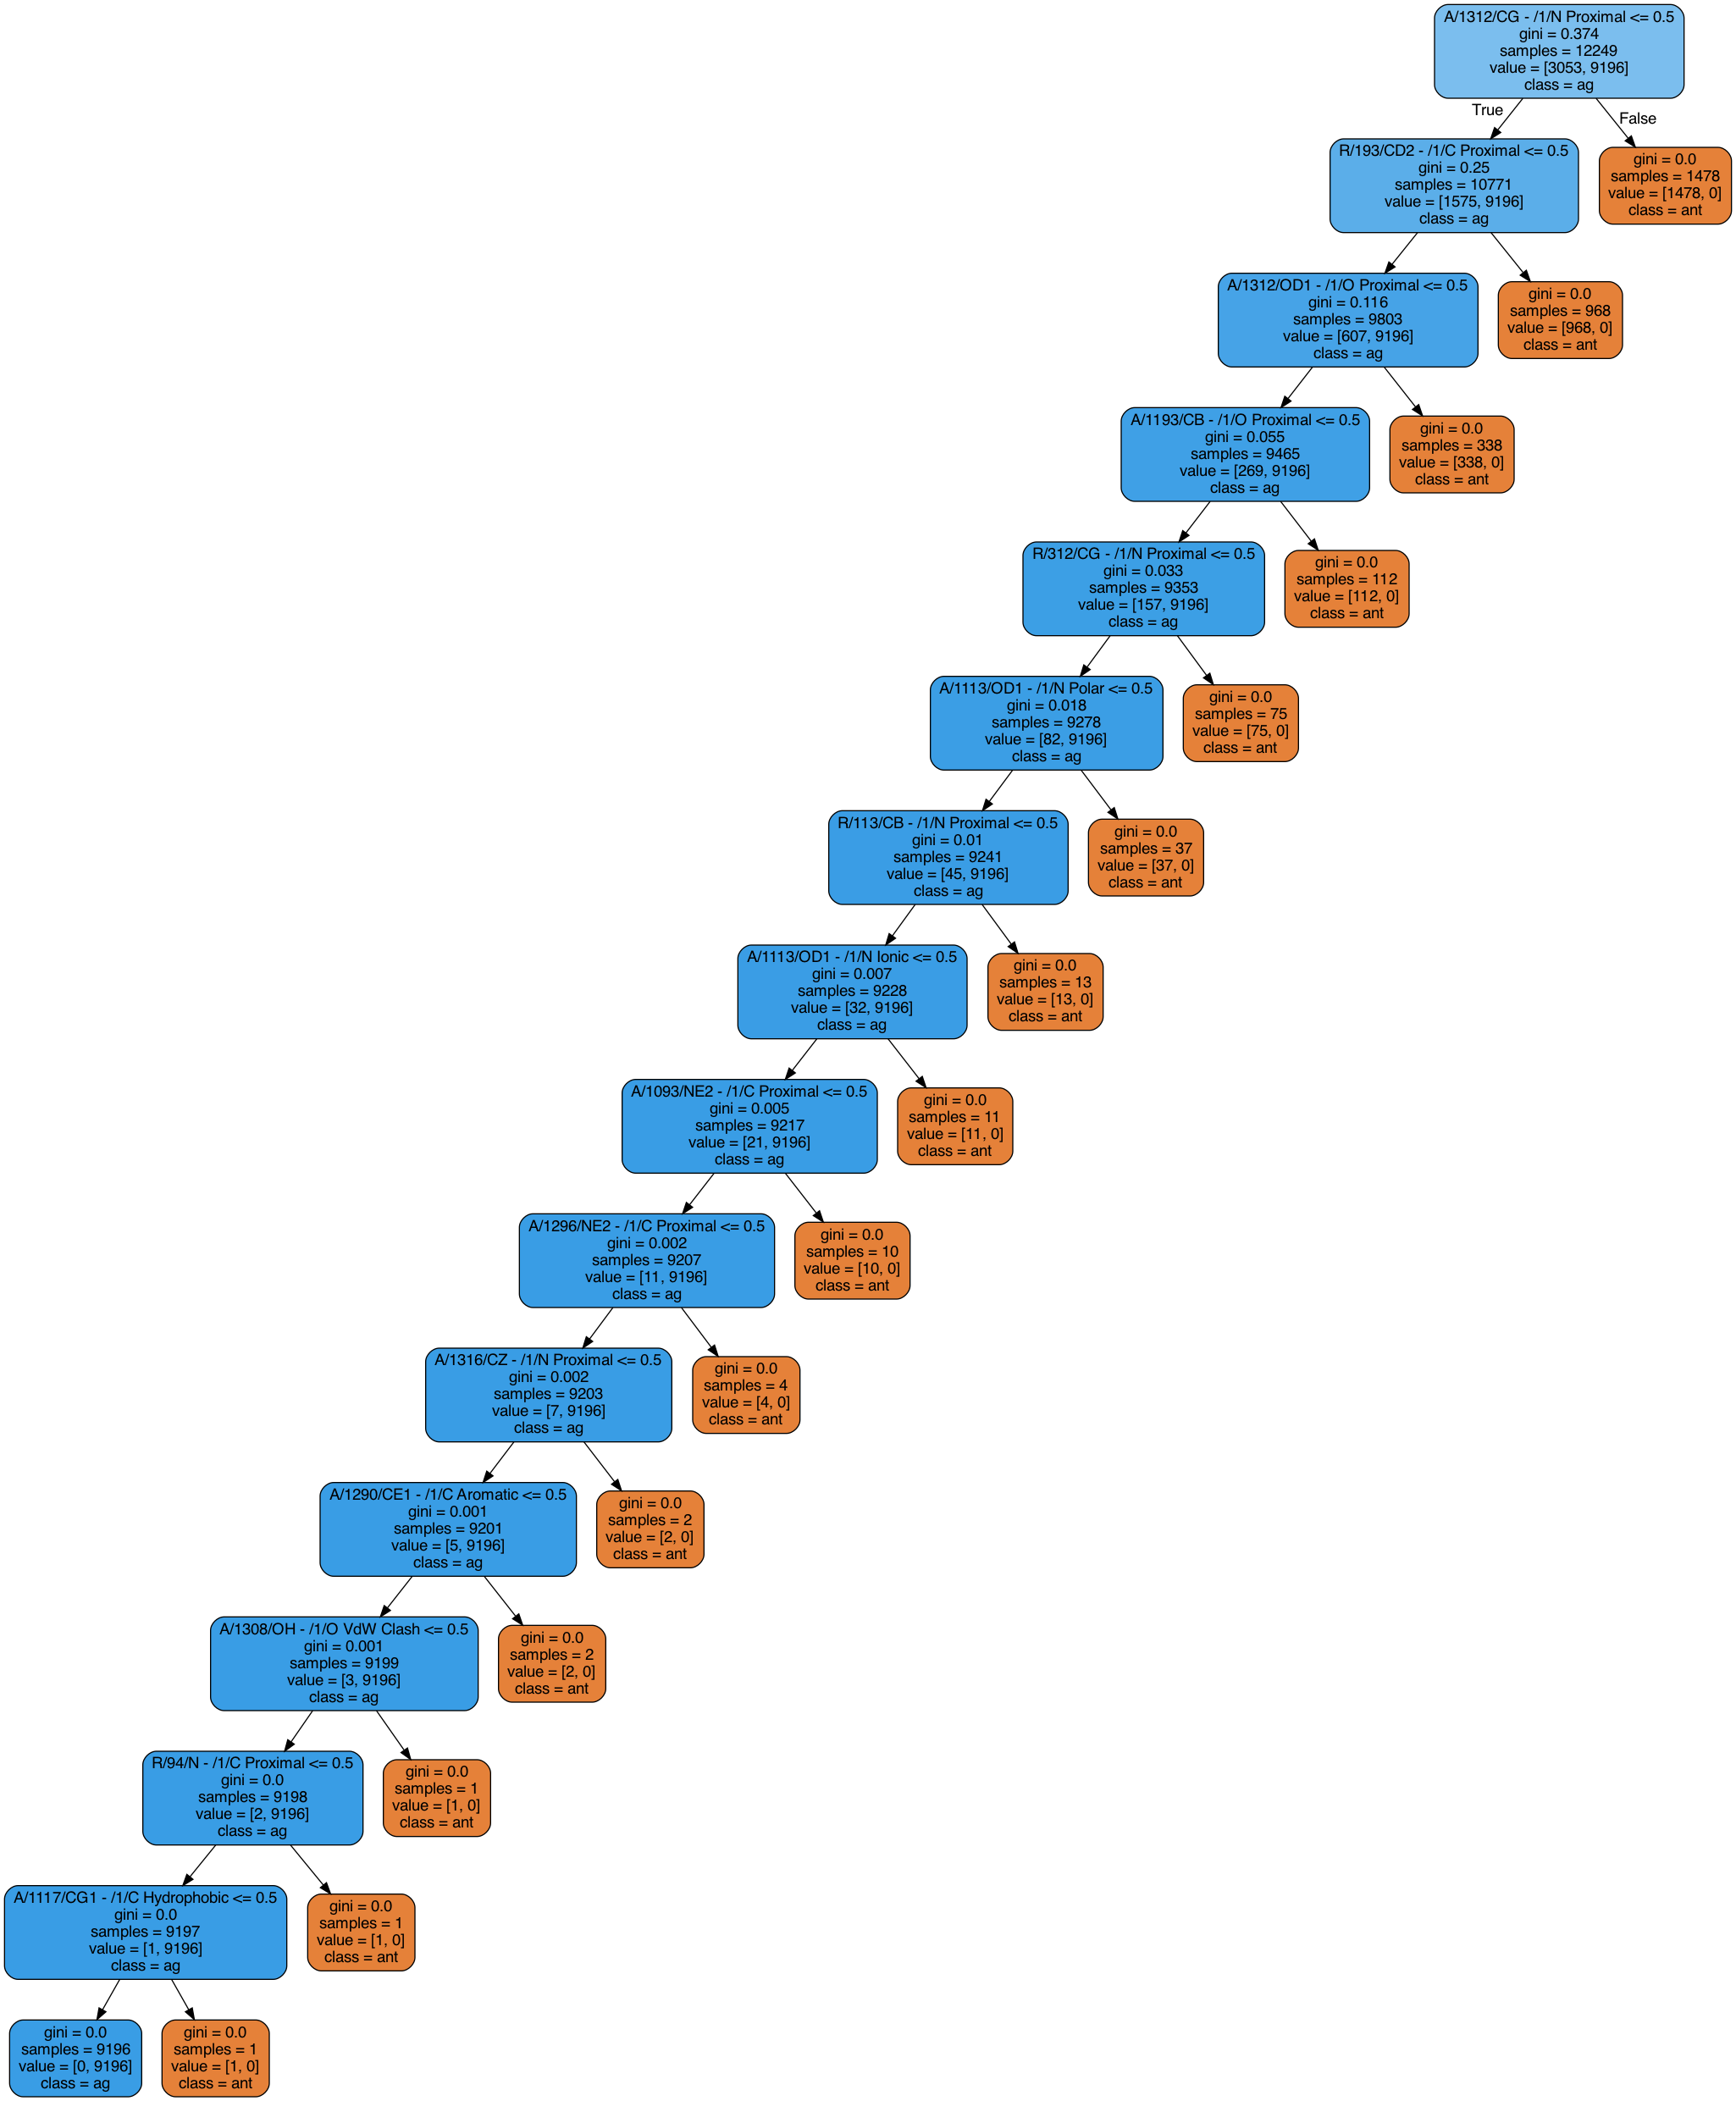 A/1312/CG - /1/N Proximal <= 0.5
gini = 0.374
samples = 12249
value = [3053, 9196]
class = ag
True
False
R/193/CD2 - /1/C Proximal <= 0.5
gini = 0.25
samples = 10771
value = [1575, 9196]
class = ag
gini = 0.0
samples = 1478
value = [1478, 0]
class = ant
A/1312/OD1 - /1/O Proximal <= 0.5
gini = 0.116
samples = 9803
value = [607, 9196]
class = ag
gini = 0.0
samples = 968
value = [968, 0]
class = ant
A/1193/CB - /1/O Proximal <= 0.5
gini = 0.055
samples = 9465
value = [269, 9196]
class = ag
gini = 0.0
samples = 338
value = [338, 0]
class = ant
R/312/CG - /1/N Proximal <= 0.5
gini = 0.033
samples = 9353
value = [157, 9196]
class = ag
gini = 0.0
samples = 112
value = [112, 0]
class = ant
A/1113/OD1 - /1/N Polar <= 0.5
gini = 0.018
samples = 9278
value = [82, 9196]
class = ag
gini = 0.0
samples = 75
value = [75, 0]
class = ant
R/113/CB - /1/N Proximal <= 0.5
gini = 0.01
samples = 9241
value = [45, 9196]
class = ag
gini = 0.0
samples = 37
value = [37, 0]
class = ant
A/1113/OD1 - /1/N Ionic <= 0.5
gini = 0.007
samples = 9228
value = [32, 9196]
class = ag
gini = 0.0
samples = 13
value = [13, 0]
class = ant
A/1093/NE2 - /1/C Proximal <= 0.5
gini = 0.005
samples = 9217
value = [21, 9196]
class = ag
gini = 0.0
samples = 11
value = [11, 0]
class = ant
A/1296/NE2 - /1/C Proximal <= 0.5
gini = 0.002
samples = 9207
value = [11, 9196]
class = ag
gini = 0.0
samples = 10
value = [10, 0]
class = ant
A/1316/CZ - /1/N Proximal <= 0.5
gini = 0.002
samples = 9203
value = [7, 9196]
class = ag
gini = 0.0
samples = 4
value = [4, 0]
class = ant
A/1290/CE1 - /1/C Aromatic <= 0.5
gini = 0.001
samples = 9201
value = [5, 9196]
class = ag
gini = 0.0
samples = 2
value = [2, 0]
class = ant
A/1308/OH - /1/O VdW Clash <= 0.5
gini = 0.001
samples = 9199
value = [3, 9196]
class = ag
gini = 0.0
samples = 2
value = [2, 0]
class = ant
R/94/N - /1/C Proximal <= 0.5
gini = 0.0
samples = 9198
value = [2, 9196]
class = ag
gini = 0.0
samples = 1
value = [1, 0]
class = ant
A/1117/CG1 - /1/C Hydrophobic <= 0.5
gini = 0.0
samples = 9197
value = [1, 9196]
class = ag
gini = 0.0
samples = 1
value = [1, 0]
class = ant
gini = 0.0
samples = 9196
value = [0, 9196]
class = ag
gini = 0.0
samples = 1
value = [1, 0]
class = ant